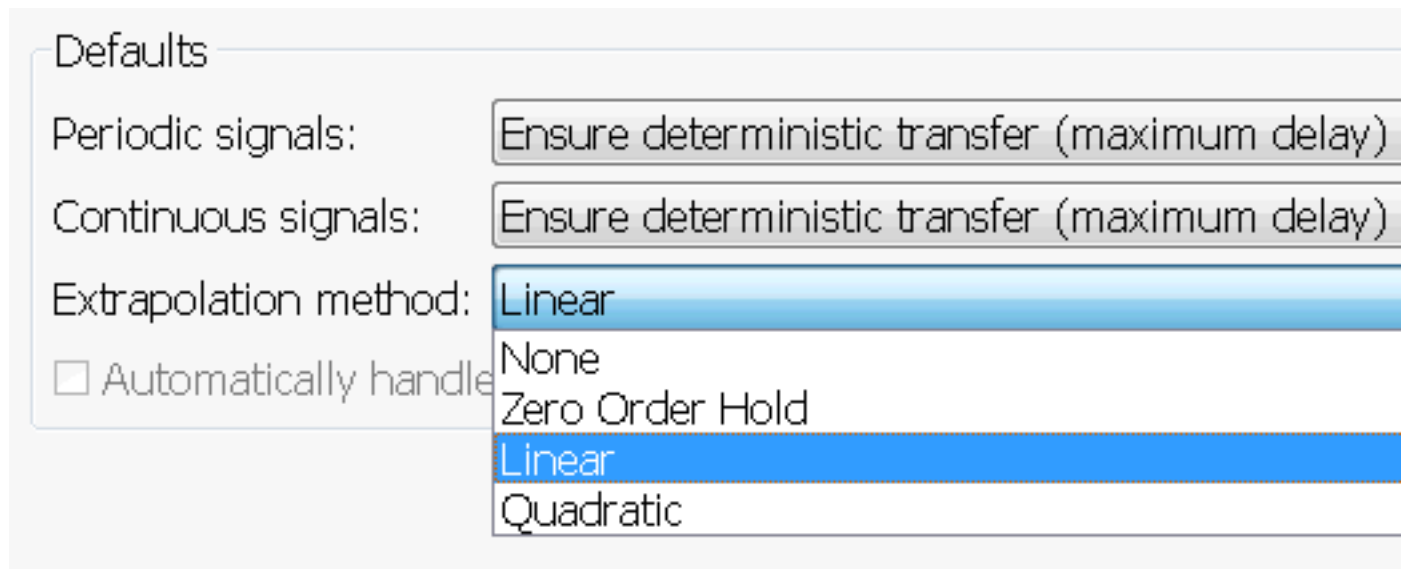 Defaults
Periodic signals: Ensure deterministic transfer (maximum delay)
Continuous signals: Ensure deterministic transfer (maximum delay)
Extrapolation method: Linear
None
Automatically handle
Zero Order Hold
Linear
Quadratic